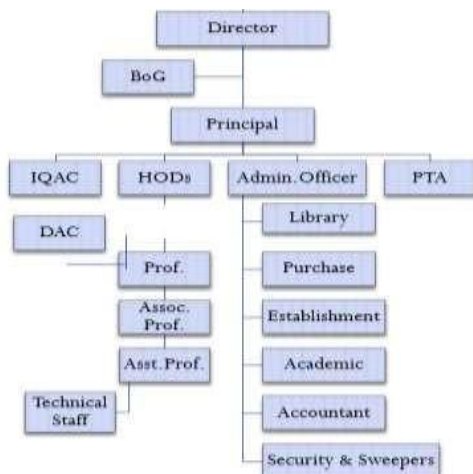 Director
BoG
Principal
IQAC
HODs
Admin. Officer
PTA
Library
DAC
Prof.
Purchase
Assoc.
Prof.
Establishment
Asst. Prof.
Academic
Technical
Staff
Accountant
Security & Sweepers